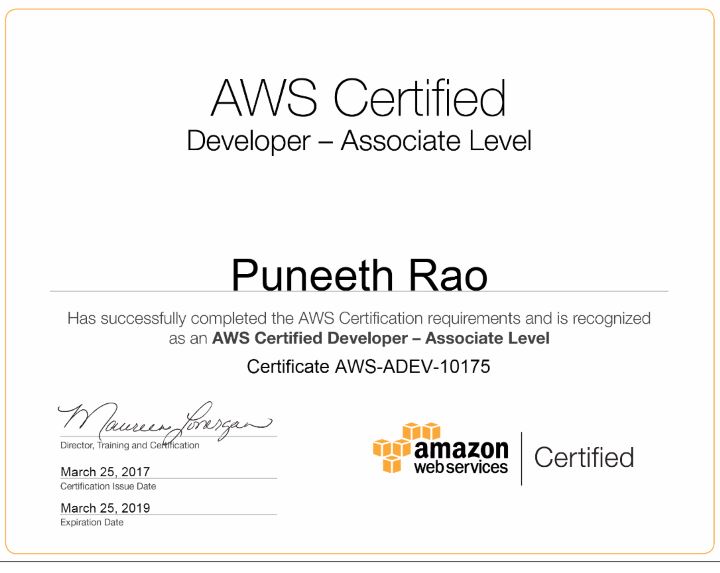 AWS Certified
Developer – Associate Level
Puneeth Rao
Has successfully completed the AWS Certification requirements and is recognized
as an AWS Certified Developer – Associate Level
Certificate AWS-ADEV-10175
Maureen Lonergan
Director, Training and Certification
March 25, 2017
Certification Issue Date
March 25, 2019
Expiration Date
amazon
web services
Certified